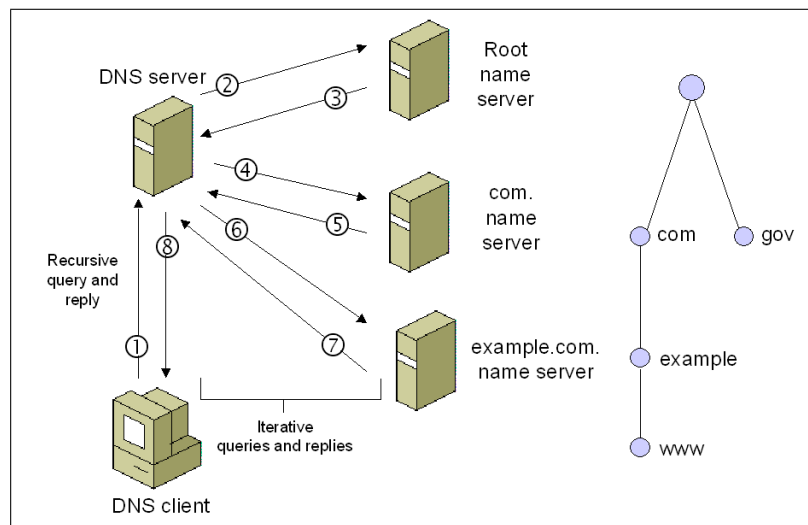 DNS server
②
③
Root
name
server
④
⑤
com.
name
server
com
gov
⑥
⑧
Recursive
query and
reply
①
⑦
example.com.
name server
example
Iterative
queries and replies
www
DNS client